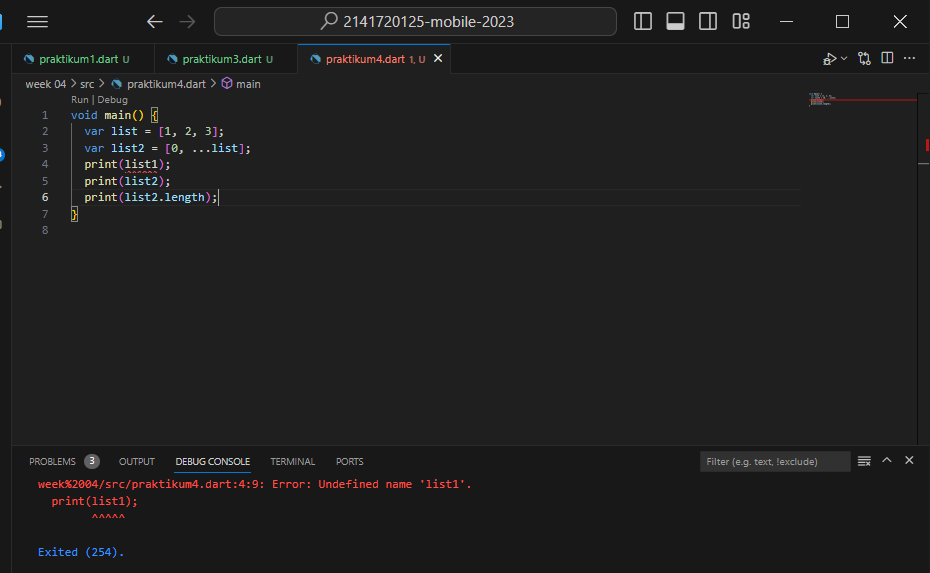 2141720125-mobile-2023
praktikum1.dart U praktikum3.dart U praktikum4.dart 1, U
week 04 > src > praktikum4.dart > main
Run | Debug
1 void main() {
2 var list = [1, 2, 3];
3 var list2 = [0, ...list];
4 print(list1);
5 print(list2);
6 print(list2.length);
7 }
8
PROBLEMS 3 OUTPUT DEBUG CONSOLE TERMINAL PORTS Filter (e.g. text, !exclude)
week%2004/src/praktikum4.dart:4:9: Error: Undefined name 'list1'.
print(list1);
^^^^^
Exited (254).